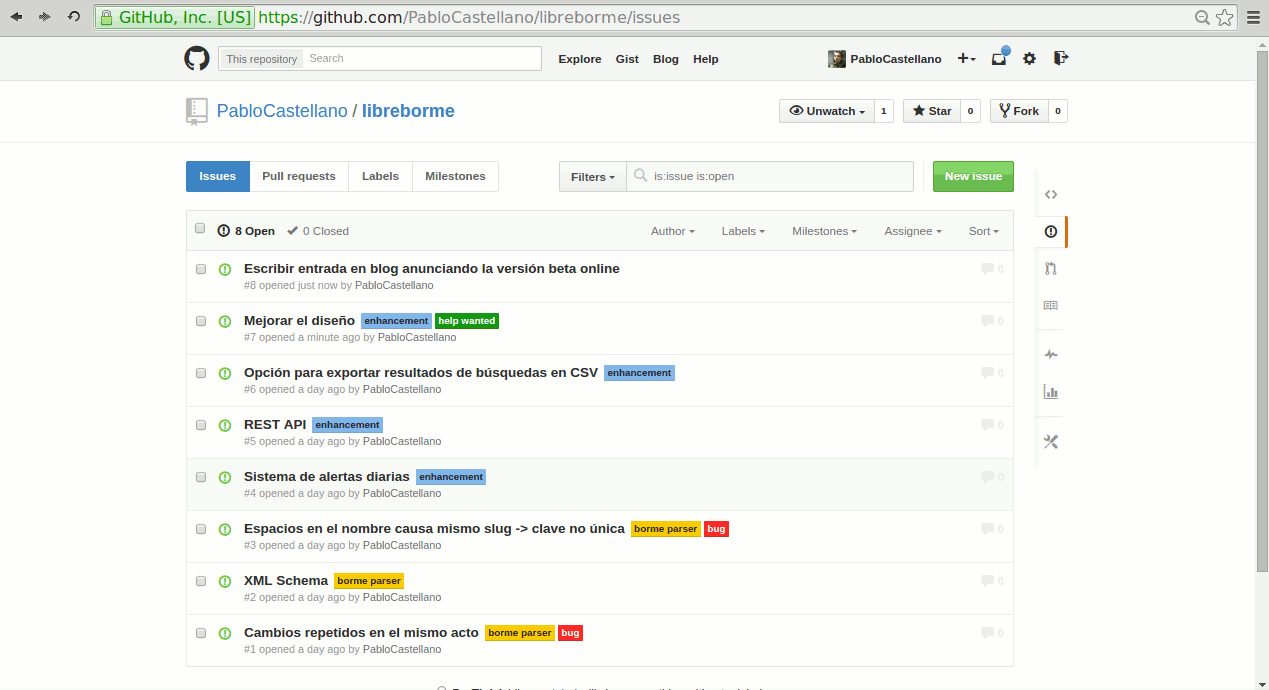 GitHub, Inc. [US] https://github.com/PabloCastellano/libreborme/issues
This repository Search Explore Gist Blog Help PabloCastellano
PabloCastellano / libreborme Unwatch 1 Star 0 Fork 0
Issues Pull requests Labels Milestones Filters is:issue is:open New issue
8 Open 0 Closed Author Labels Milestones Assignee Sort
Escribir entrada en blog anunciando la versión beta online 0
#8 opened just now by PabloCastellano
Mejorar el diseño enhancement help wanted 0
#7 opened a minute ago by PabloCastellano
Opción para exportar resultados de búsquedas en CSV enhancement 0
#6 opened a day ago by PabloCastellano
REST API enhancement 0
#5 opened a day ago by PabloCastellano
Sistema de alertas diarias enhancement 0
#4 opened a day ago by PabloCastellano
Espacios en el nombre causa mismo slug -> clave no única borme parser bug 0
#3 opened a day ago by PabloCastellano
XML Schema borme parser 0
#2 opened a day ago by PabloCastellano
Cambios repetidos en el mismo acto borme parser bug 0
#1 opened a day ago by PabloCastellano